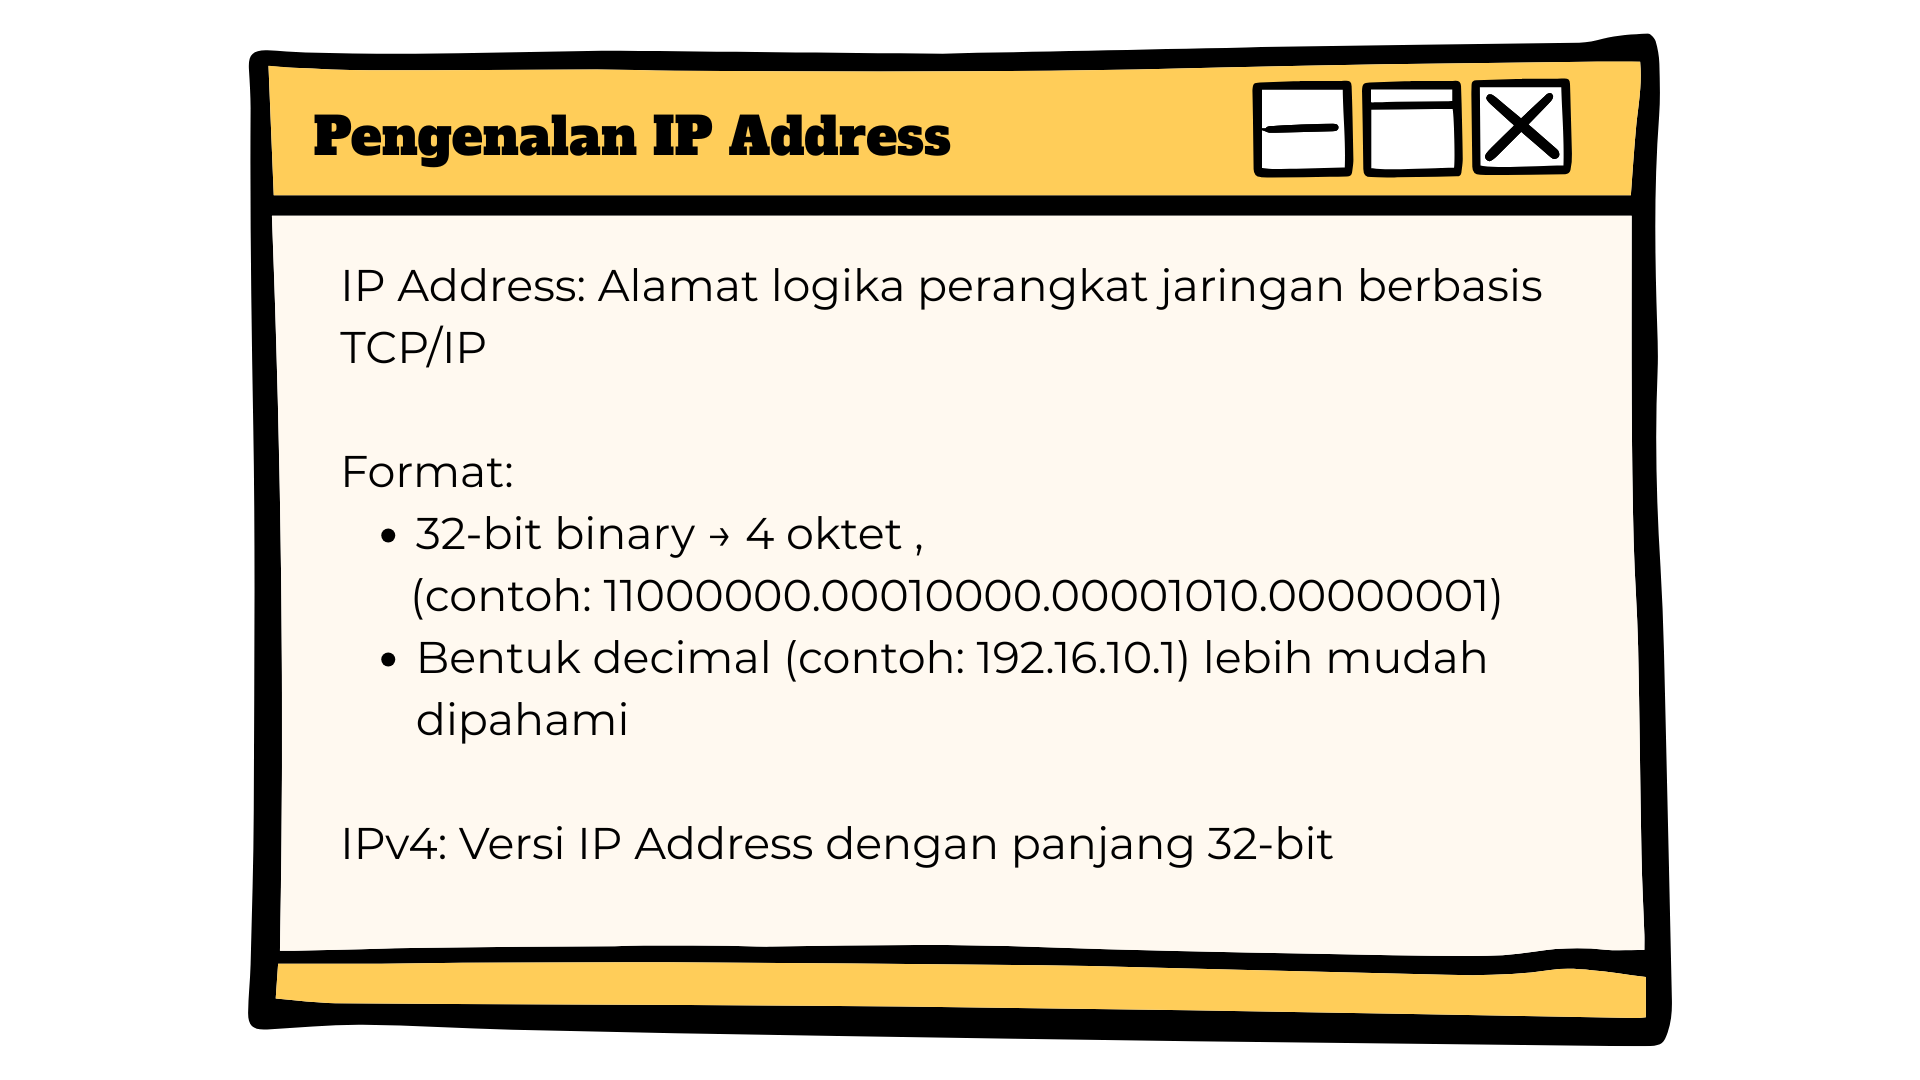 Pengenalan IP Address
IP Address: Alamat logika perangkat jaringan berbasis
TCP/IP
Format:
• 32-bit binary → 4 oktet ,
(contoh: 11000000.00010000.00001010.00000001)
• Bentuk decimal (contoh: 192.16.10.1) lebih mudah
dipahami
IPv4: Versi IP Address dengan panjang 32-bit